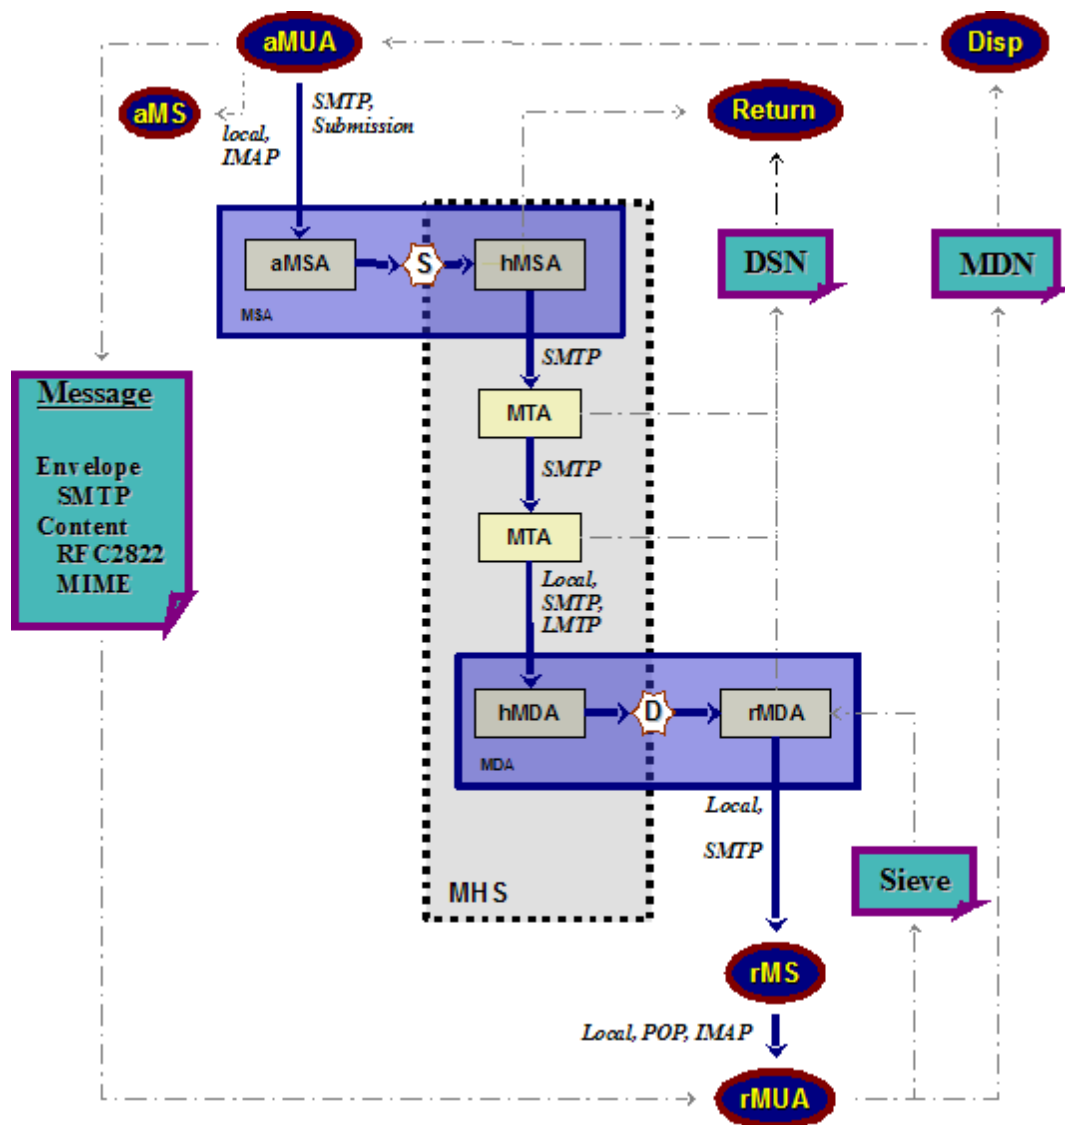 aMUA
Disp
aMS
SMTP,
Submission
Return
local,
IMAP
aMSA
S
hMSA
DSN
MDN
MSA
SMTP
Message
MTA
Envelope
SMTP
SMTP
Content
RFC2822
MIME
MTA
Local,
SMTP,
LMTP
hMDA
D
rMDA
MDA
Local,
SMTP
Sieve
MHS
rMS
Local, POP, IMAP
rMUA